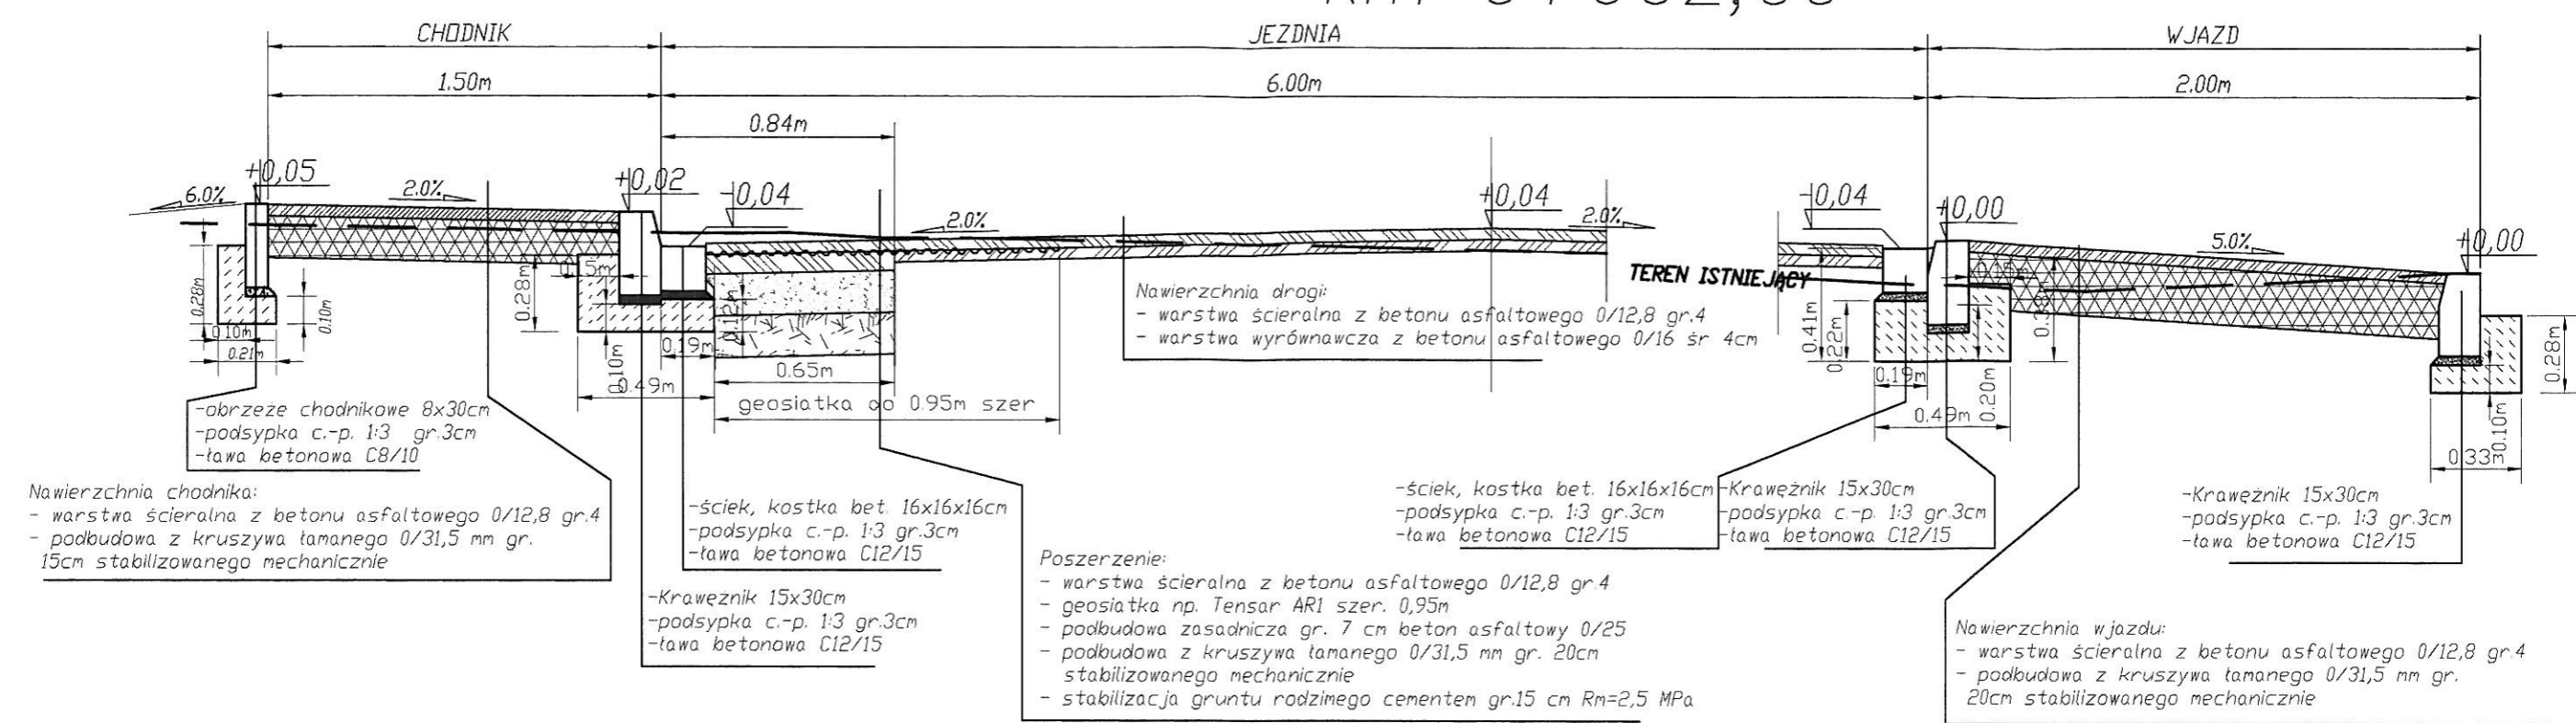 CHODNIK
JEZDNIA
WJAZD
1.50m
6.00m
2.00m
0.84m
+0,05
6.0%
2.0%
+0,02
-0,04
2.0%
+0,04
2.0%
-0,04
+0,00
5.0%
+0,00
TEREN ISTNIEJĄCY
0.28m
0.10m
0.10m
0.21m
0.28m
0.10m
0.49m
0.12m
0.19m
0.65m
geosiatka do 0.95m szer
Nawierzchnia drogi:
- warstwa ścieralna z betonu asfaltowego 0/12,8 gr.4
- warstwa wyrównawcza z betonu asfaltowego 0/16 śr 4cm
0.41m
0.22m
0.19m
0.49m
0.20m
0.28m
0.10m
0.33m
-obrzeże chodnikowe 8x30cm
-podsypka c.-p. 1:3 gr.3cm
-ława betonowa C8/10
Nawierzchnia chodnika:
- warstwa ścieralna z betonu asfaltowego 0/12,8 gr.4
- podbudowa z kruszywa łamanego 0/31,5 mm gr.
15cm stabilizowanego mechanicznie
-ściek, kostka bet. 16x16x16cm
-podsypka c.-p. 1:3 gr.3cm
-ława betonowa C12/15
-Krawężnik 15x30cm
-podsypka c.-p. 1:3 gr.3cm
-ława betonowa C12/15
Poszerzenie:
- warstwa ścieralna z betonu asfaltowego 0/12,8 gr.4
- geosiatka np. Tensar AR1 szer. 0,95m
- podbudowa zasadnicza gr. 7 cm beton asfaltowy 0/25
- podbudowa z kruszywa łamanego 0/31,5 mm gr. 20cm
stabilizowanego mechanicznie
- stabilizacja gruntu rodzimego cementem gr.15 cm Rm=2,5 MPa
-ściek, kostka bet. 16x16x16cm
-podsypka c.-p. 1:3 gr.3cm
-ława betonowa C12/15
-Krawężnik 15x30cm
-podsypka c.-p. 1:3 gr.3cm
-ława betonowa C12/15
-Krawężnik 15x30cm
-podsypka c.-p. 1:3 gr.3cm
-ława betonowa C12/15
Nawierzchnia wjazdu:
- warstwa ścieralna z betonu asfaltowego 0/12,8 gr.4
- podbudowa z kruszywa łamanego 0/31,5 mm gr.
20cm stabilizowanego mechanicznie